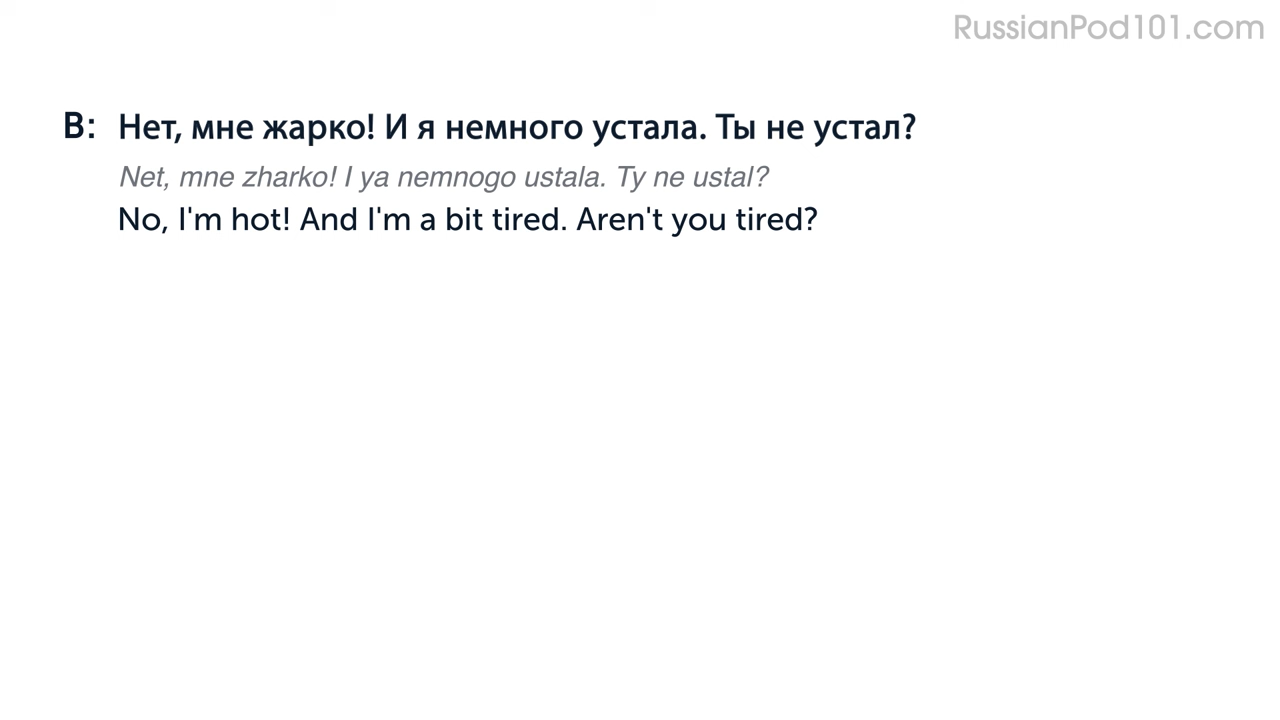 RussianPod101.com
B: Нет, мне жарко! И я немного устала. Ты не устал?
Net, mne zharko! I ya nemnogo ustala. Ty ne ustal?
No, I'm hot! And I'm a bit tired. Aren't you tired?